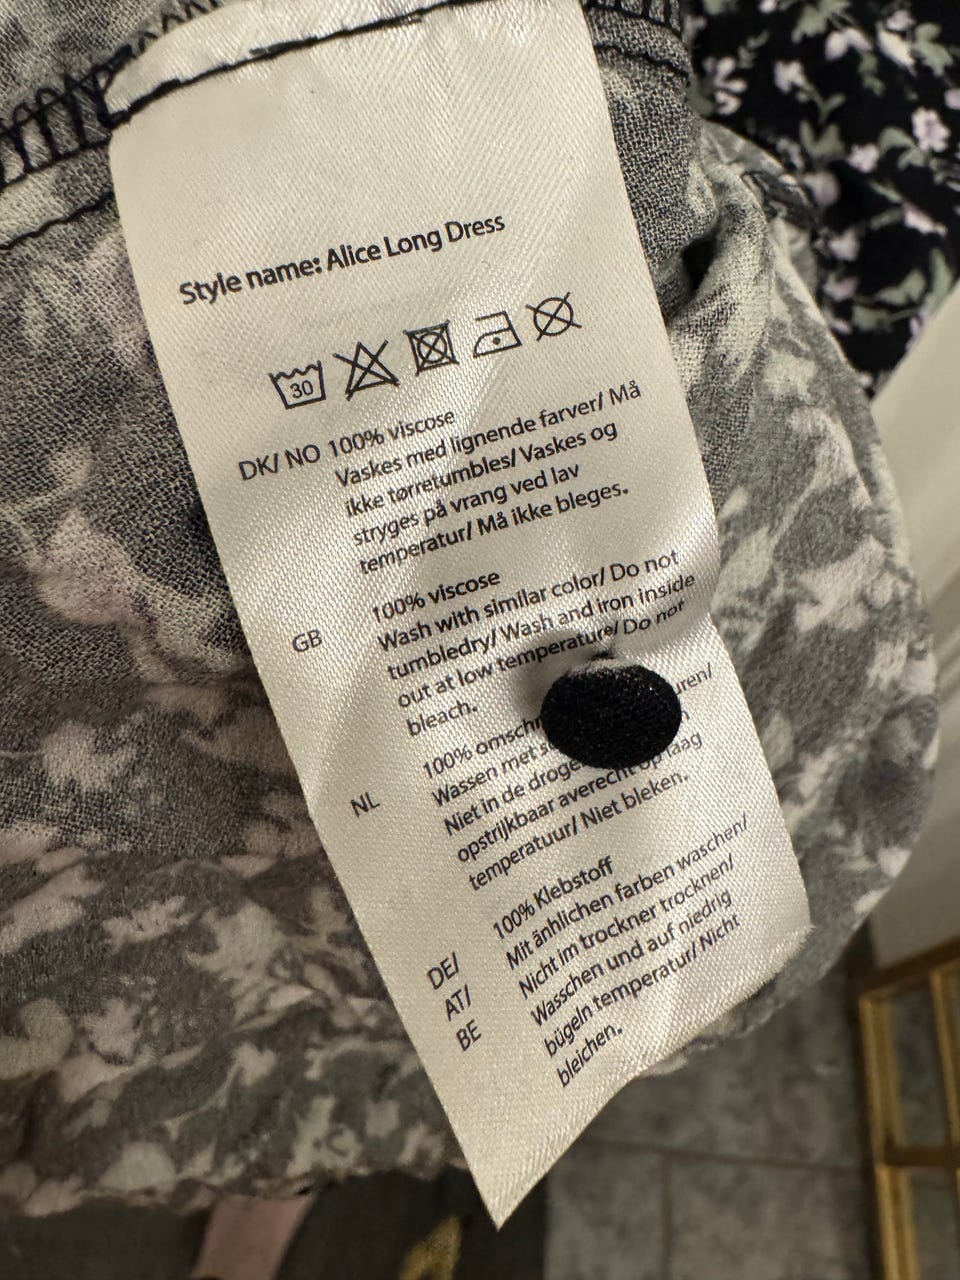 Style name: Alice Long Dress
30
DK/ NO 100% viscose
Vaskes med lignende farver/ Må
ikke tørretumbles/ Vaskes og
stryges på vrang ved lav
temperatur/ Må ikke bleges.
GB 100% viscose
Wash with similar color/ Do not
tumbledry/ Wash and iron inside
out at low temperature/ Do not
bleach.
NL 100%
Wassen met
Niet in de
opstrijkbaar averecht op laag
temperatuur/ Niet bleken.
DE/ 100% Klebstoff
AT/ Mit änhlichen farben waschen/
BE Nicht im trockner trocknen/
Wasschen und auf niedrig
bügeln temperatur/ Nicht
bleichen.